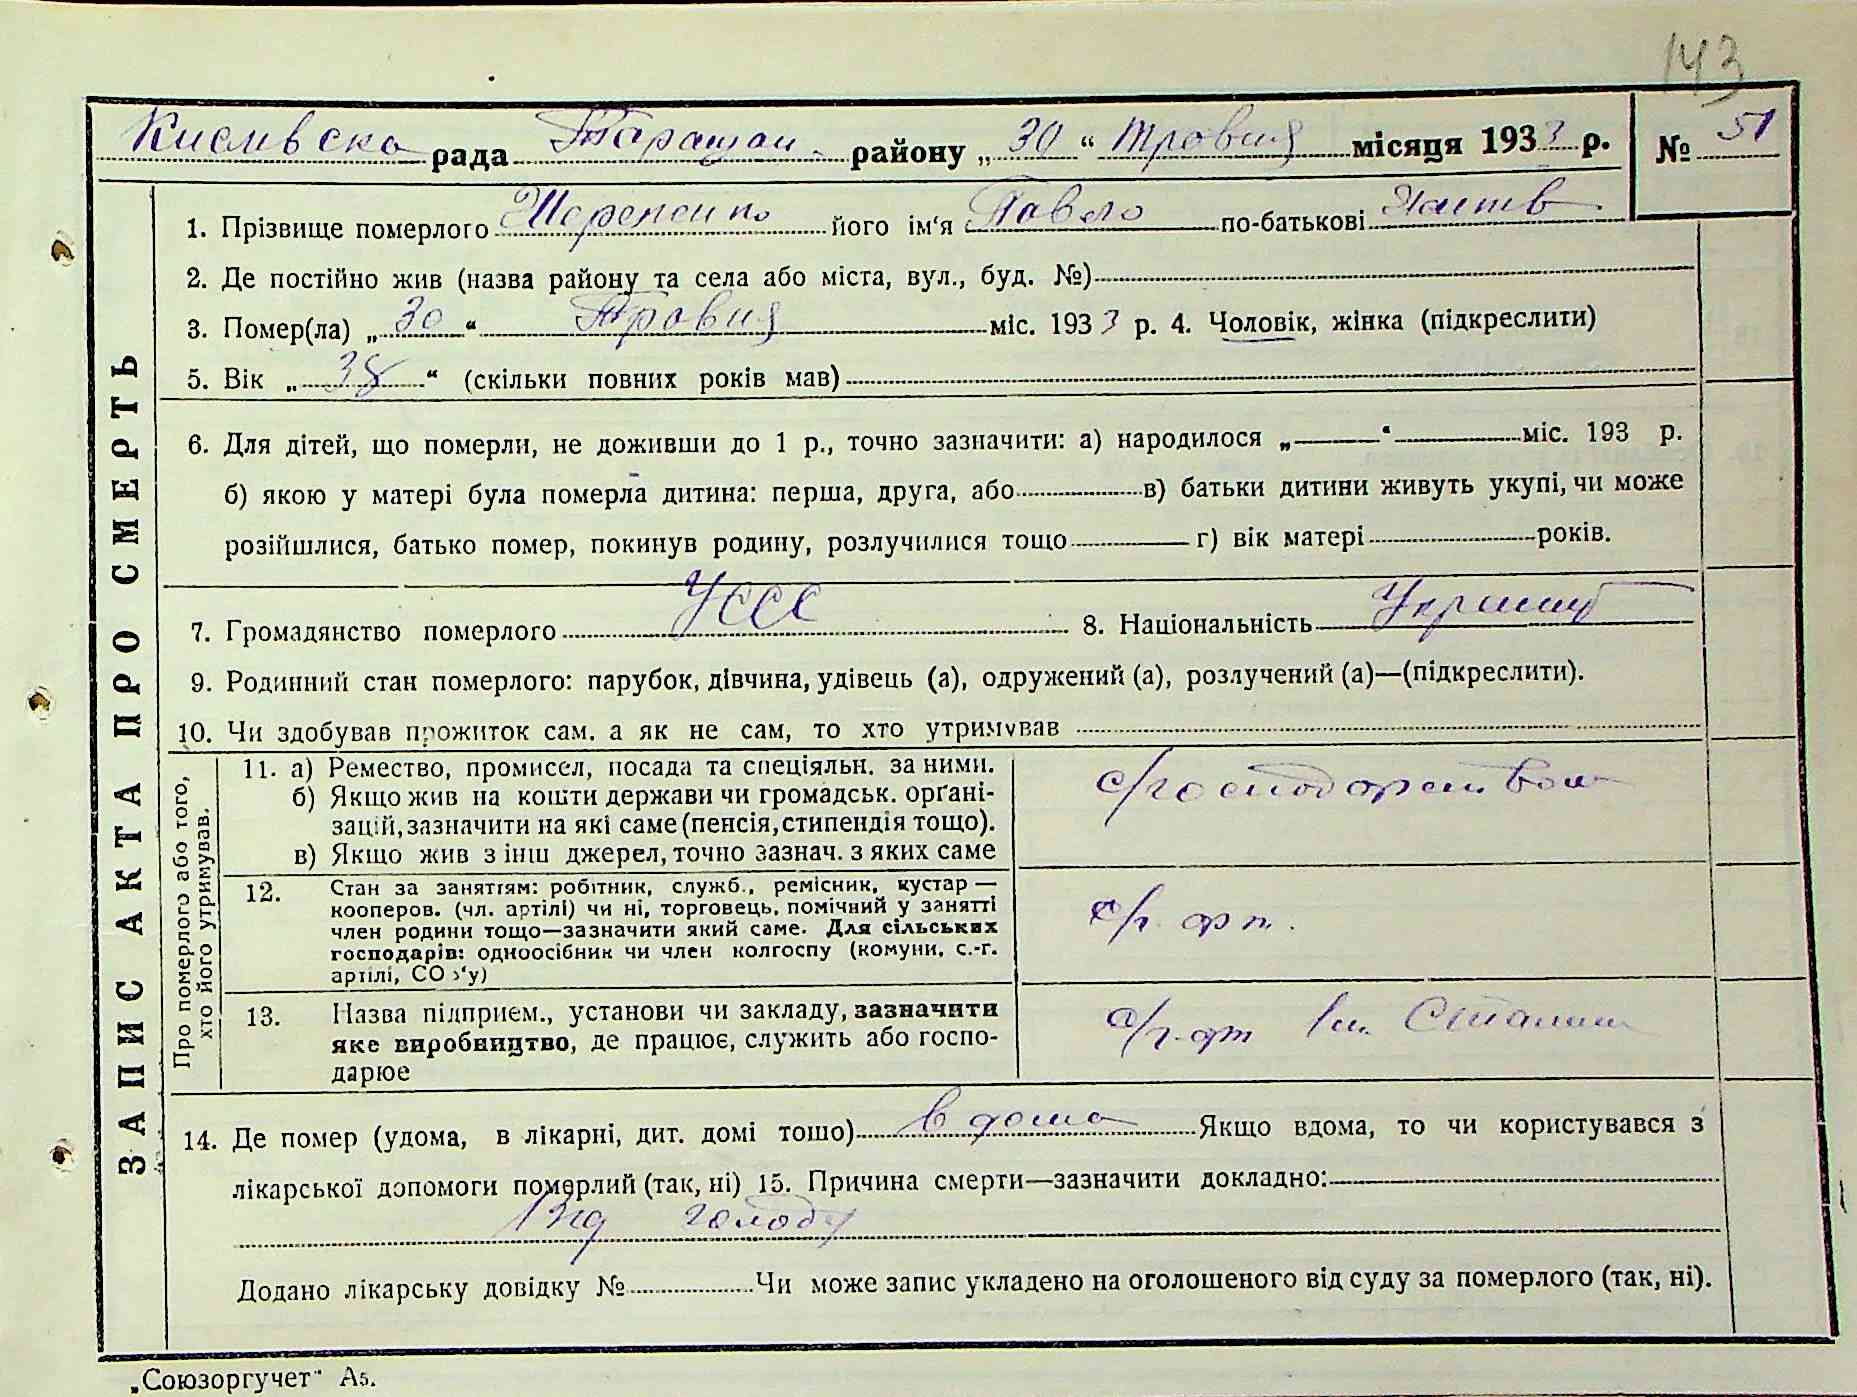 143
рада Таращан. району „ 30 “ Травня місяця 1933 р. № 51
ЗАПИС АКТА ПРО СМЕРТЬ
1. Прізвище померлого його ім‘я Павло по-батькові
2. Де постійно жив (назва району та села або міста, вул., буд. №)
3. Помер(ла) „ 30 “ Травня міс. 1933 р. 4. Чоловік, жінка (підкреслити)
5. Вік „ 38 “ (скільки повних років мав)
6. Для дітей, що померли, не доживши до 1 р., точно зазначити: а) народилося „ “ міс. 193 р.
б) якою у матері була померла дитина: перша, друга, або в) батьки дитини живуть укупі, чи може
розійшлися, батько помер, покинув родину, розлучилися тощо г) вік матері років.
7. Громадянство померлого УССС 8. Національність
9. Родинний стан померлого: парубок, дівчина, удівець (а), одружений (а), розлучений (а)—(підкреслити).
10. Чи здобував прожиток сам. а як не сам, то хто утримував
Про померлого або того,
хто його утримував.
11. а) Ремество, промисел, посада та спеціяльн. за ними.
б) Якщо жив на кошти держави чи громадськ. орґані-
зацій, зазначити на які саме (пенсія, стипендія тощо).
в) Якщо жив з інш джерел, точно зазнач. з яких саме
с/господарством
12. Стан за заняттям: робітник, служб., ремісник, кустар —
кооперов. (чл. артілі) чи ні, торговець, помічний у занятті
член родини тощо—зазначити який саме. Для сільських
господарів: одноосібник чи член колгоспу (комуни, с.-г.
артілі, СО з‘у)
с/г. арт.
13. Назва підприєм., установи чи закладу, зазначити
яке виробництво, де працює, служить або госпо-
дарює
с/г. арт ім. Сталіна
14. Де помер (удома, в лікарні, дит. домі тошо) в дома Якщо вдома, то чи користувався з
лікарської допомоги померлий (так, ні) 15. Причина смерти—зазначити докладно:
Від голоду
Додано лікарську довідку № Чи може запис укладено на оголошеного від суду за померлого (так, ні).
„Союзоргучет“ А5.